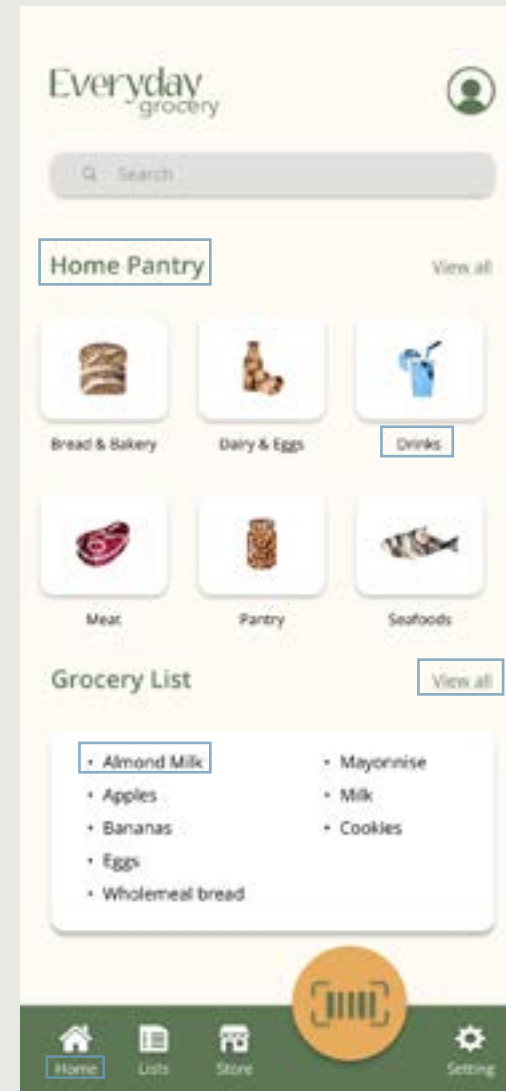 Everyday
grocery
Search
Home Pantry
View all
Bread & Bakery
Dairy & Eggs
Drinks
Meat
Pantry
Seafoods
Grocery List
View all
• Almond Milk
• Apples
• Bananas
• Eggs
• Wholemeal bread
• Mayonnise
• Milk
• Cookies
Home
Lists
Store
Setting